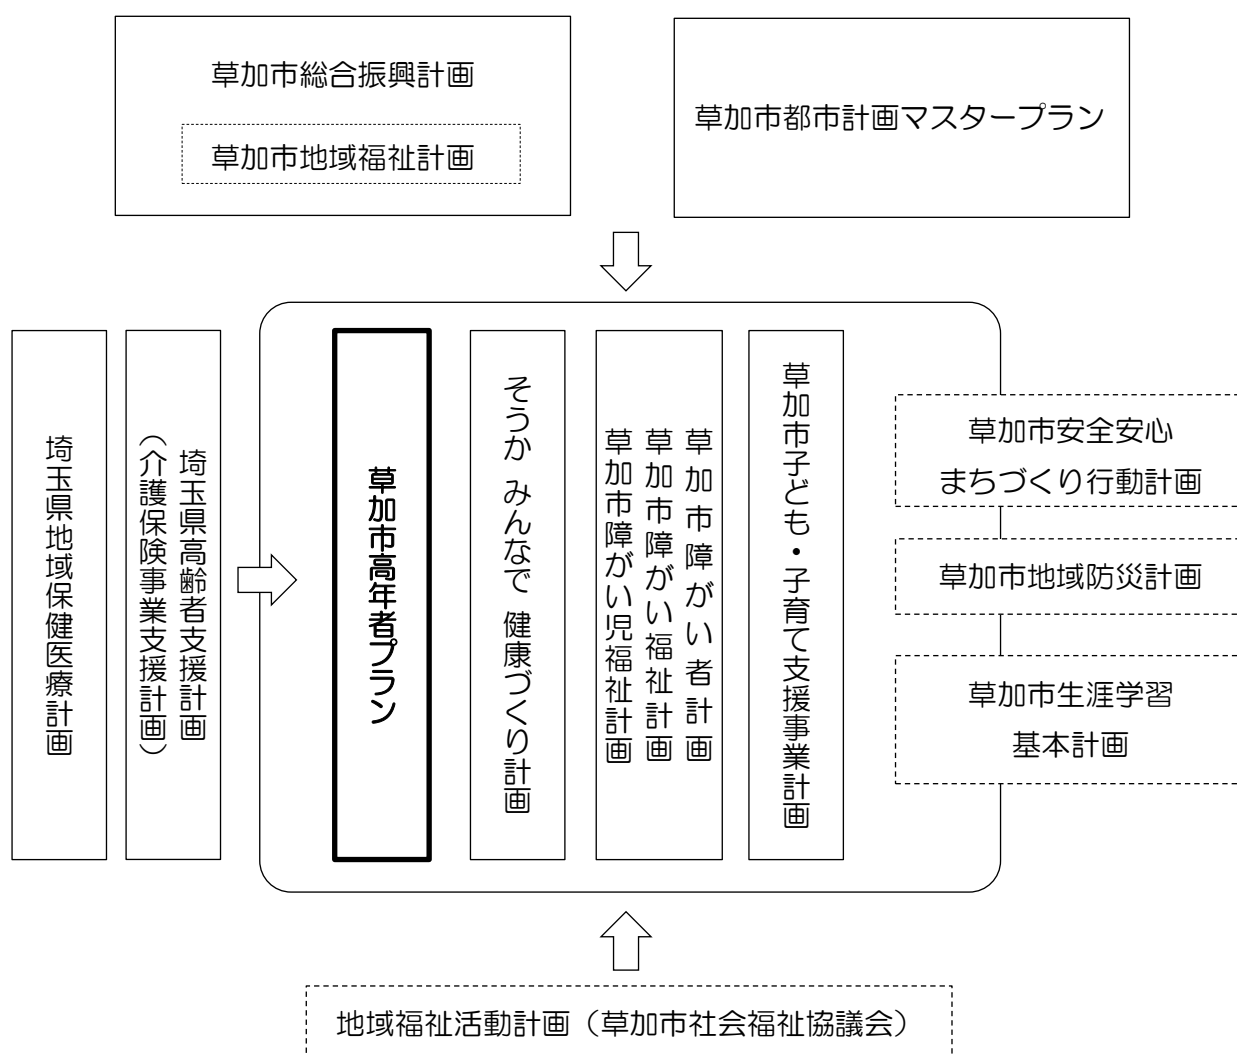 草加市総合振興計画
草加市地域福祉計画
草加市都市計画マスタープラン
埼玉県地域保健医療計画
埼玉県高齢者支援計画
（介護保険事業支援計画）
草加市高年者プラン
そうか みんなで 健康づくり計画
草加市障がい者計画
草加市障がい福祉計画
草加市障がい児福祉計画
草加市子ども・子育て支援事業計画
草加市安全安心
まちづくり行動計画
草加市地域防災計画
草加市生涯学習
基本計画
地域福祉活動計画（草加市社会福祉協議会）